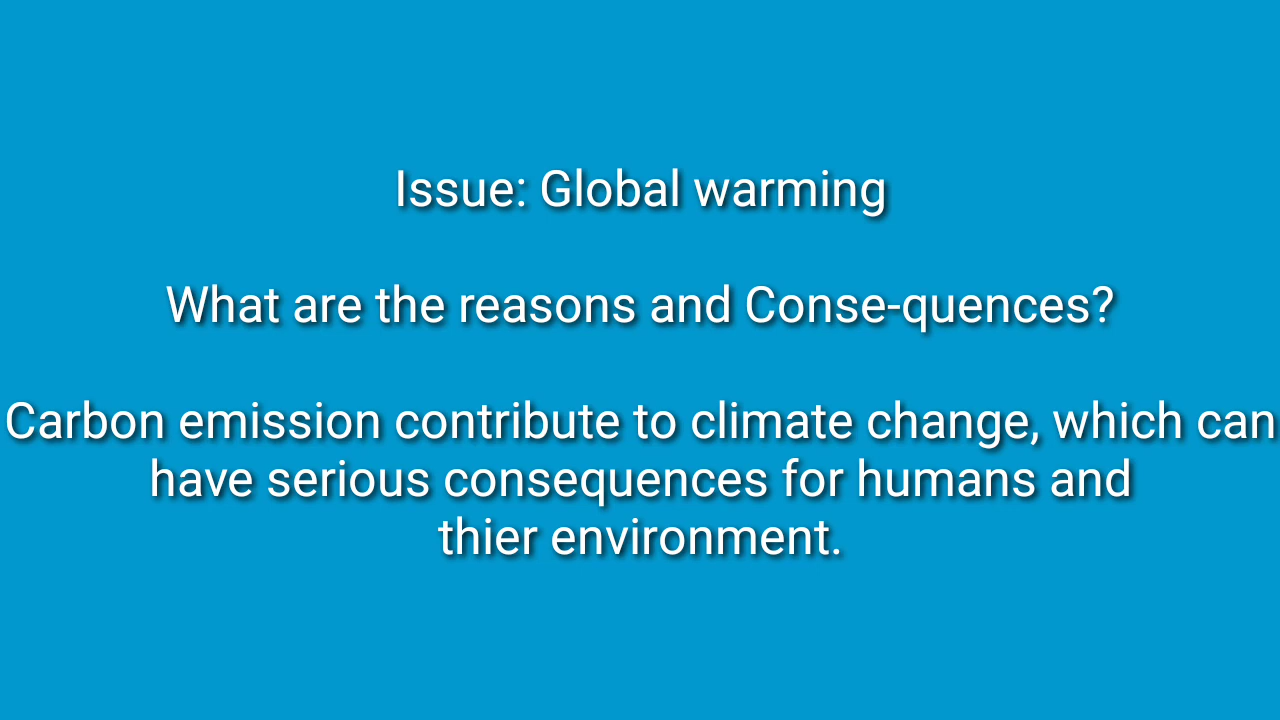 Issue: Global warming
What are the reasons and Conse-quences?
Carbon emission contribute to climate change, which can
have serious consequences for humans and
thier environment.